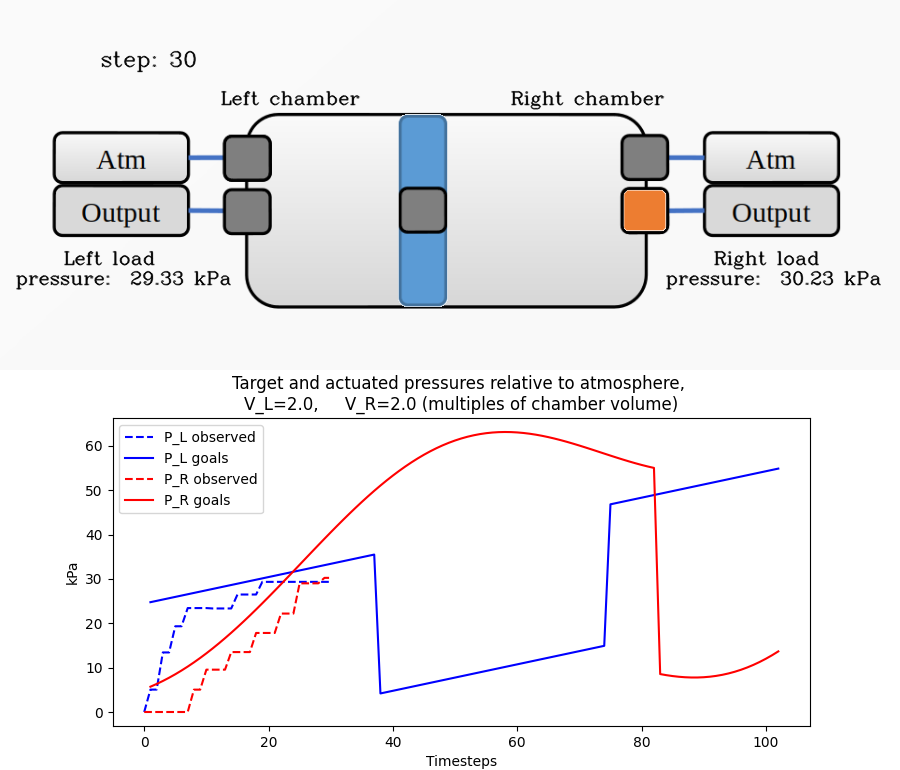 step: 30
Left chamber
Right chamber
Atm
Atm
Output
Output
Left load
pressure: 29.33 kPa
Right load
pressure: 30.23 kPa
Target and actuated pressures relative to atmosphere,
V_L=2.0, V_R=2.0 (multiples of chamber volume)
P_L observed
P_L goals
P_R observed
P_R goals
kPa
60
50
40
30
20
10
0
0 20 40 60 80 100
Timesteps